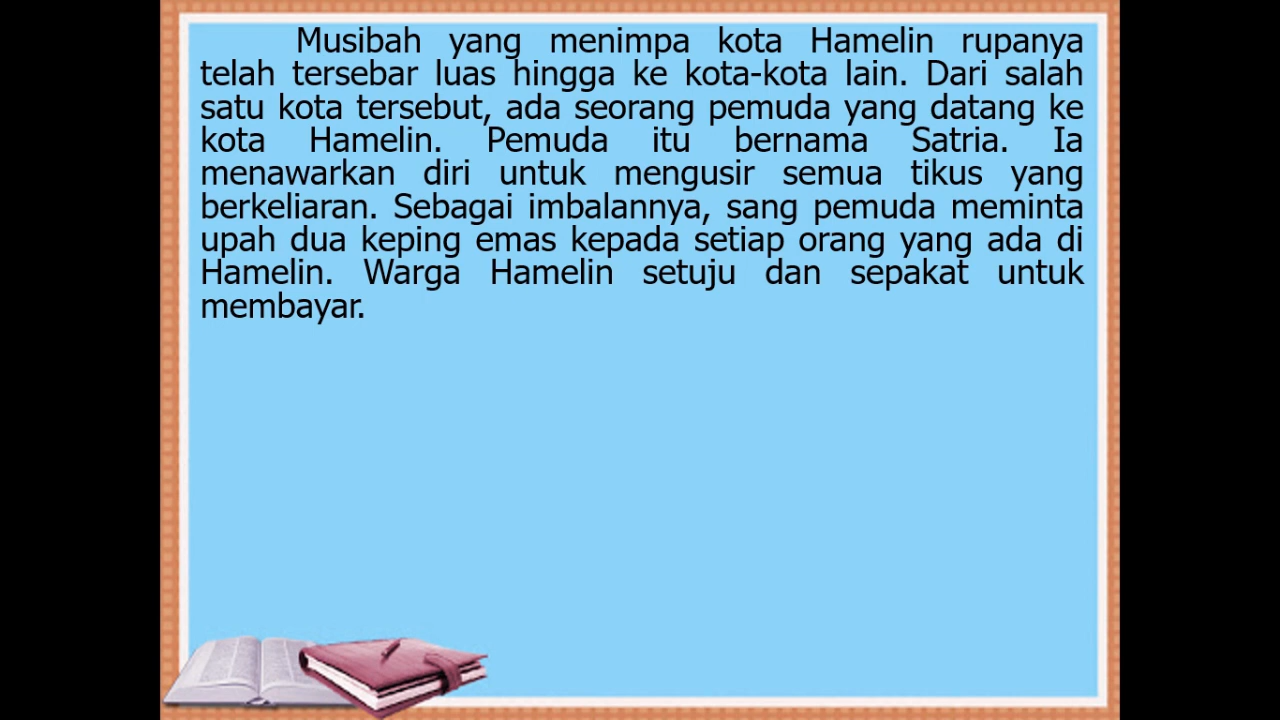 Musibah yang menimpa kota Hamelin rupanya
telah tersebar luas hingga ke kota-kota lain. Dari salah
satu kota tersebut, ada seorang pemuda yang datang ke
kota Hamelin. Pemuda itu bernama Satria. Ia
menawarkan diri untuk mengusir semua tikus yang
berkeliaran. Sebagai imbalannya, sang pemuda meminta
upah dua keping emas kepada setiap orang yang ada di
Hamelin. Warga Hamelin setuju dan sepakat untuk
membayar.